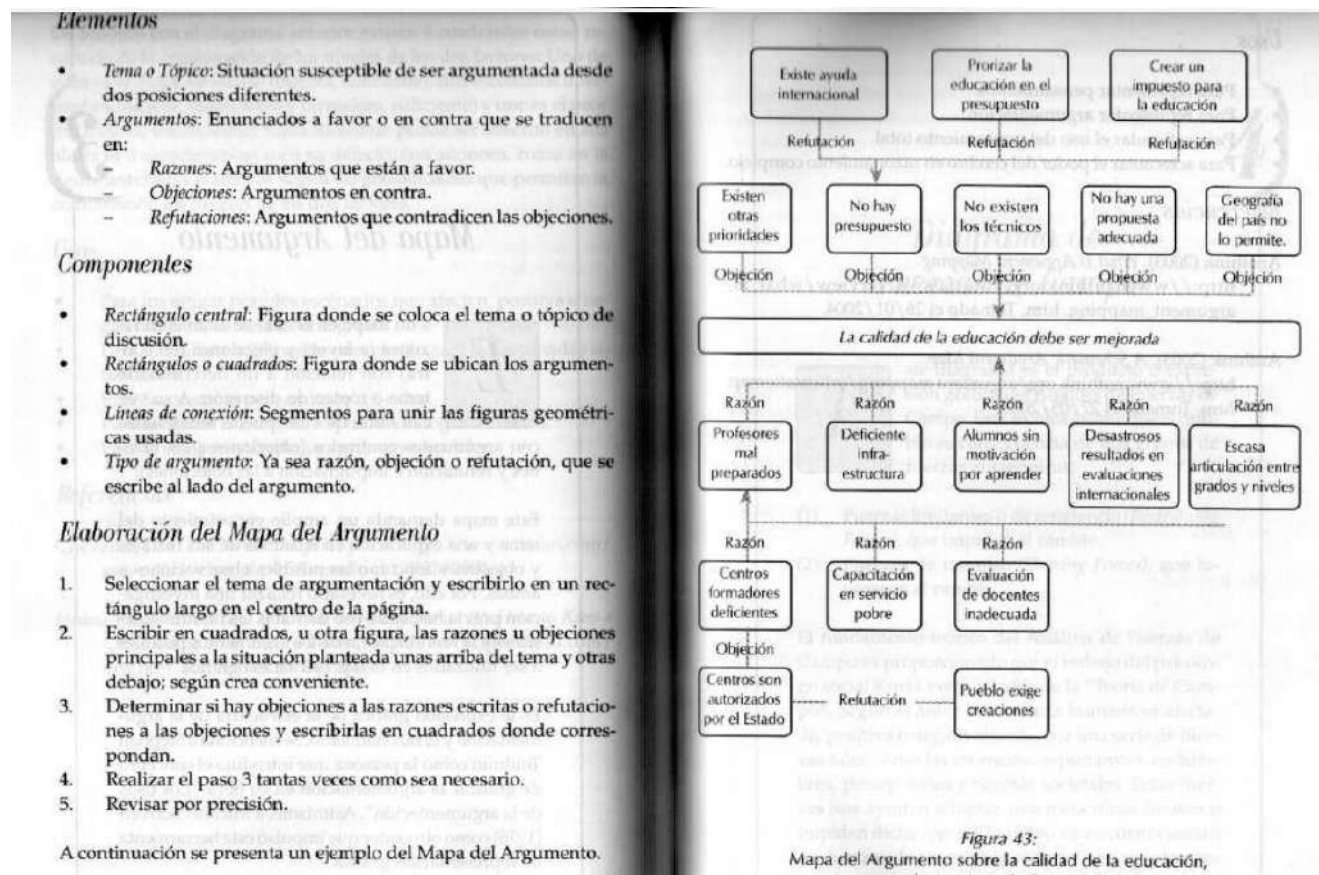 Elementos
• Tema o Tópico: Situación susceptible de ser argumentada desde
dos posiciones diferentes.
• Argumentos: Enunciados a favor o en contra que se traducen
en:
– Razones: Argumentos que están a favor.
Objeciones: Argumentos en contra.
– Refutaciones: Argumentos que contradicen las objeciones.
Componentes
• Rectángulo central: Figura donde se coloca el tema o tópico de
discusión.
• Rectángulos o cuadrados: Figura donde se ubican los argumen-
tos.
• Líneas de conexión: Segmentos para unir las figuras geométri-
cas usadas.
• Tipo de argumento: Ya sea razón, objeción o refutación, que se
escribe al lado del argumento.
Elaboración del Mapa del Argumento
1. Seleccionar el tema de argumentación y escribirlo en un rec-
tángulo largo en el centro de la página.
2. Escribir en cuadrados, u otra figura, las razones u objeciones
principales a la situación planteada unas arriba del tema y otras
debajo; según crea conveniente.
3. Determinar si hay objeciones a las razones escritas o refutacio-
nes a las objeciones y escribirlas en cuadrados donde corres-
pondan.
4. Realizar el paso 3 tantas veces como sea necesario.
5. Revisar por precisión.
A continuación se presenta un ejemplo del Mapa del Argumento.
Existe ayuda
internacional
Prorizar la
educación en el
presupuesto
Crear un
impuesto para
la educación
Refutación
Refutación
Refutación
Existen
otras
prioridades
No hay
presupuesto
No existen
los técnicos
No hay una
propuesta
adecuada
Geografía
del país no
lo permite.
Objeción
Objeción
Objeción
Objeción
Objeción
La calidad de la educación debe ser mejorada
Razón
Razón
Razón
Razón
Razón
Profesores
mal
preparados
Deficiente
infra-
estructura
Alumnos sin
motivación
por aprender
Desastrosos
resultados en
evaluaciones
internacionales
Escasa
articulación entre
grados y niveles
Razón
Razón
Razón
Centros
formadores
deficientes
Capacitación
en servicio
pobre
Evaluación
de docentes
inadecuada
Objeción
Centros son
autorizados
por el Estado
Refutación
Pueblo exige
creaciones
Figura 43:
Mapa del Argumento sobre la calidad de la educación,